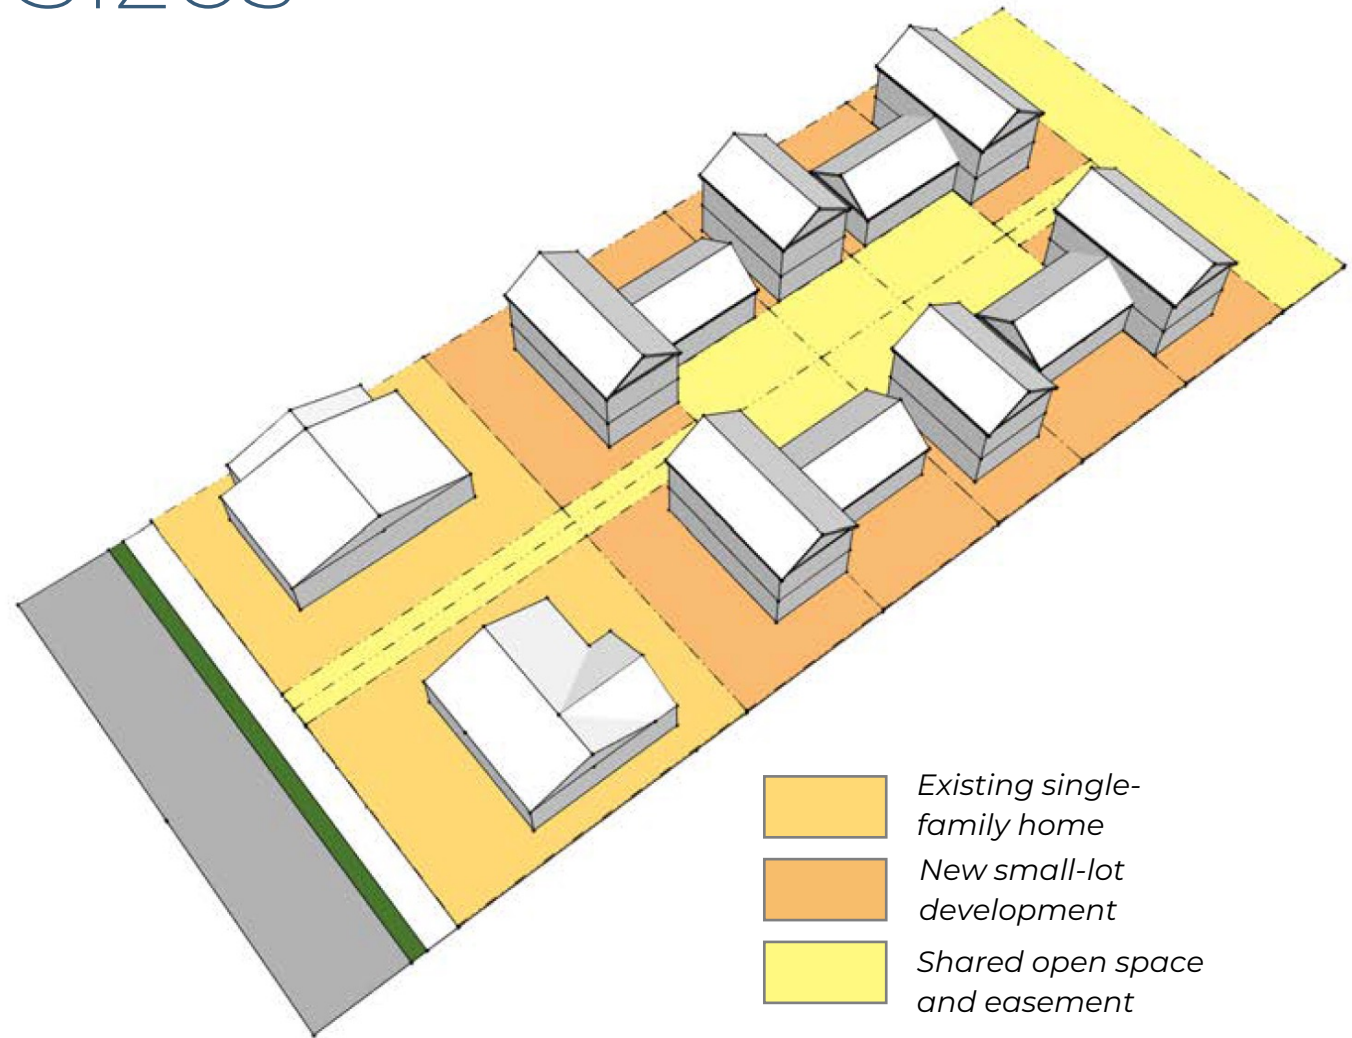 Existing single-
family home
New small-lot
development
Shared open space
and easement